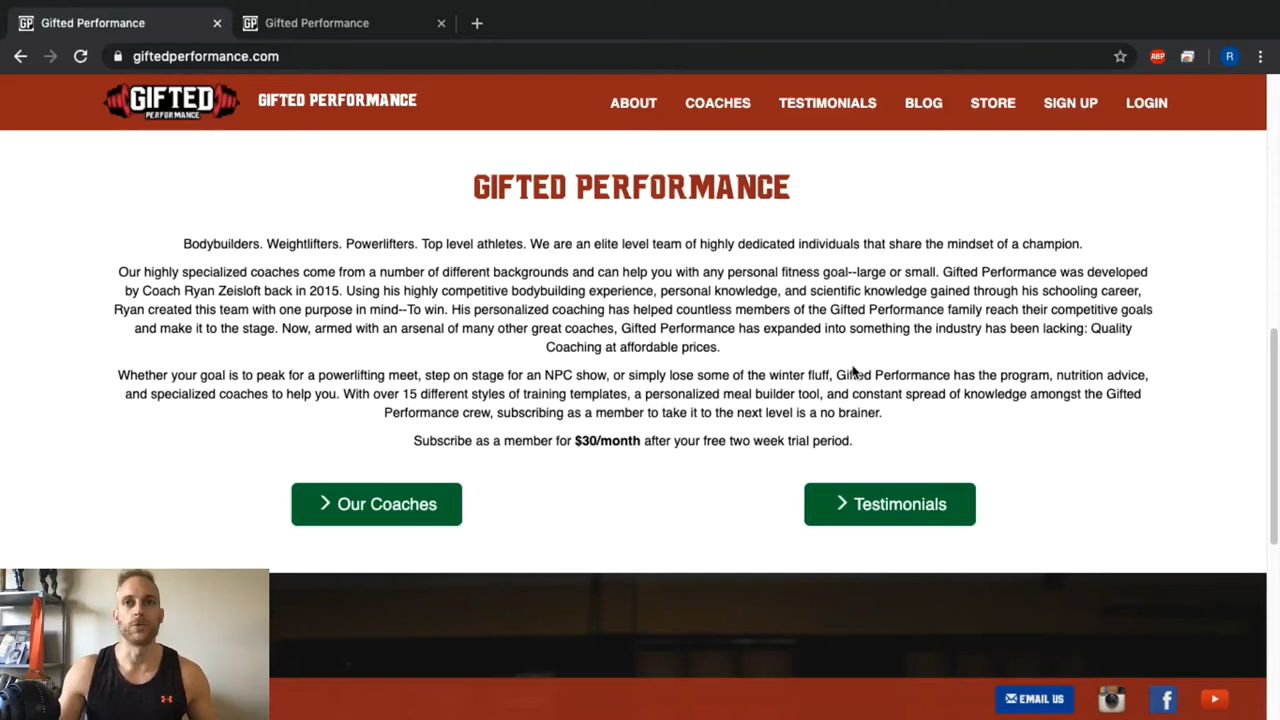 Gifted Performance
Gifted Performance
giftedperformance.com
ABP
R
GIFTED
PERFORMANCE
GIFTED PERFORMANCE
ABOUT
COACHES
TESTIMONIALS
BLOG
STORE
SIGN UP
LOGIN
GIFTED PERFORMANCE
Bodybuilders. Weightlifters. Powerlifters. Top level athletes. We are an elite level team of highly dedicated individuals that share the mindset of a champion.
Our highly specialized coaches come from a number of different backgrounds and can help you with any personal fitness goal--large or small. Gifted Performance was developed
by Coach Ryan Zeisloft back in 2015. Using his highly competitive bodybuilding experience, personal knowledge, and scientific knowledge gained through his schooling career,
Ryan created this team with one purpose in mind--To win. His personalized coaching has helped countless members of the Gifted Performance family reach their competitive goals
and make it to the stage. Now, armed with an arsenal of many other great coaches, Gifted Performance has expanded into something the industry has been lacking: Quality
Coaching at affordable prices.
Whether your goal is to peak for a powerlifting meet, step on stage for an NPC show, or simply lose some of the winter fluff, Gifted Performance has the program, nutrition advice,
and specialized coaches to help you. With over 15 different styles of training templates, a personalized meal builder tool, and constant spread of knowledge amongst the Gifted
Performance crew, subscribing as a member to take it to the next level is a no brainer.
Subscribe as a member for $30/month after your free two week trial period.
Our Coaches
Testimonials
EMAIL US